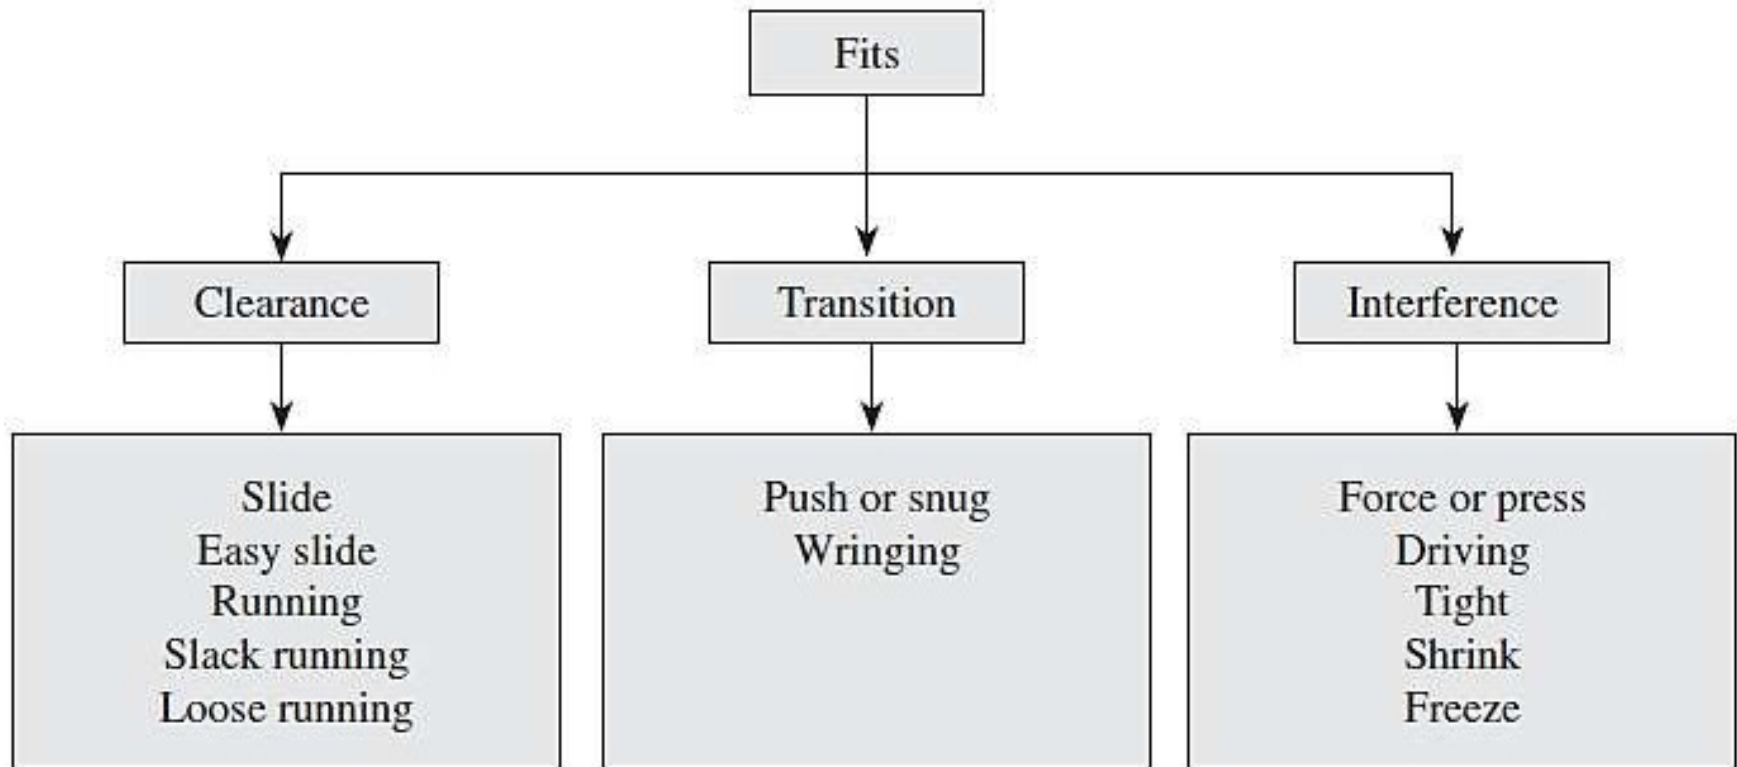 Fits
Clearance
Transition
Interference
Slide
Easy slide
Running
Slack running
Loose running
Push or snug
Wringing
Force or press
Driving
Tight
Shrink
Freeze